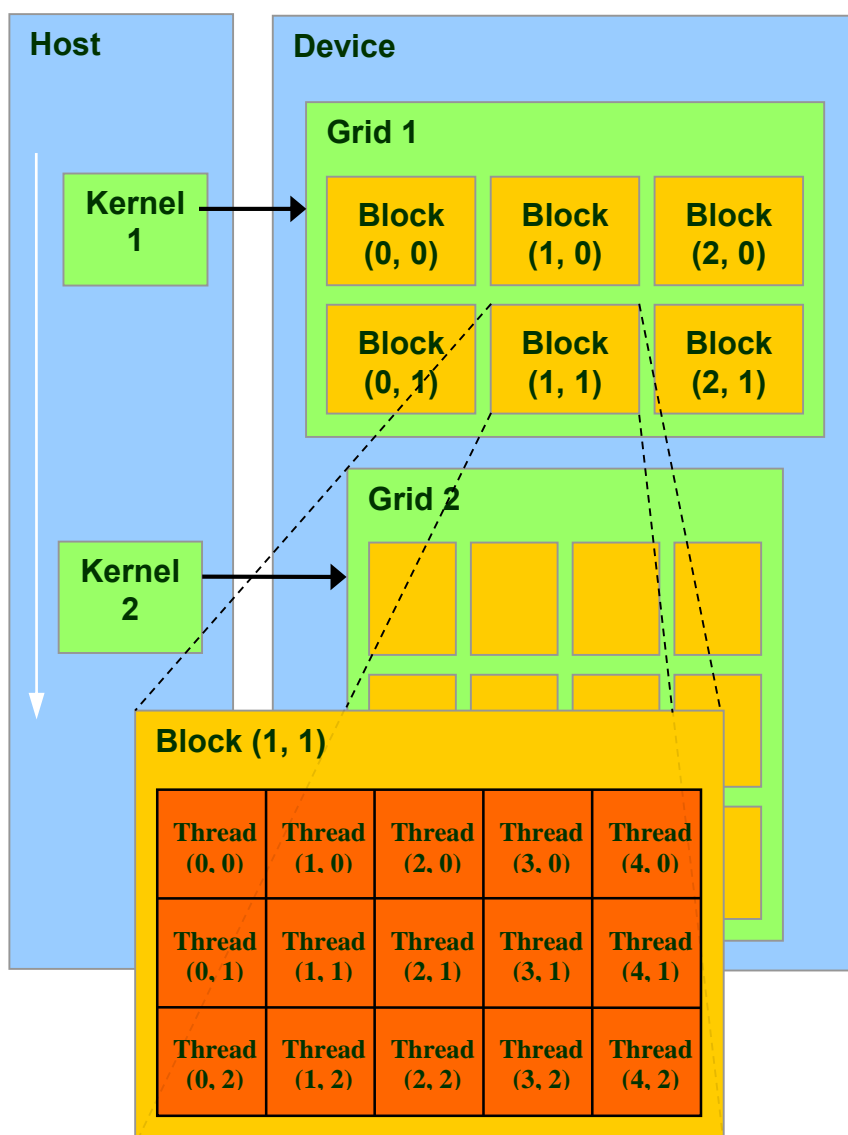 Host
Device
Grid 1
Kernel
1
Block
(0, 0)
Block
(1, 0)
Block
(2, 0)
Block
(0, 1)
Block
(1, 1)
Block
(2, 1)
Grid 2
Kernel
2
Block (1, 1)
Thread
(0, 0)
Thread
(1, 0)
Thread
(2, 0)
Thread
(3, 0)
Thread
(4, 0)
Thread
(0, 1)
Thread
(1, 1)
Thread
(2, 1)
Thread
(3, 1)
Thread
(4, 1)
Thread
(0, 2)
Thread
(1, 2)
Thread
(2, 2)
Thread
(3, 2)
Thread
(4, 2)